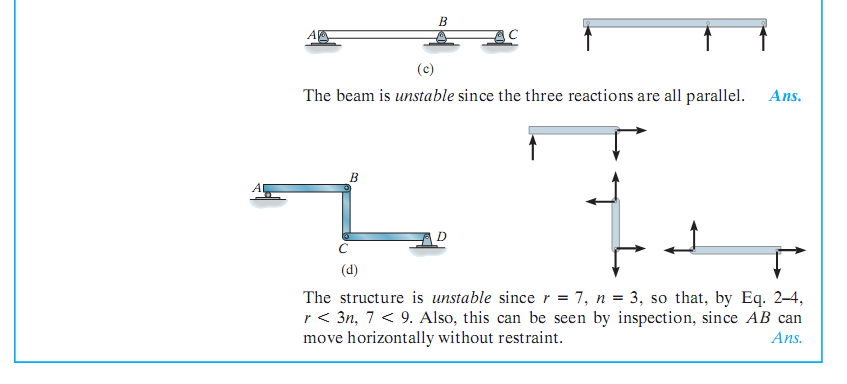 B
A C
(c)
The beam is unstable since the three reactions are all parallel. Ans.
B
A
D
C
(d)
The structure is unstable since r = 7, n = 3, so that, by Eq. 2–4,
r < 3n, 7 < 9. Also, this can be seen by inspection, since AB can
move horizontally without restraint. Ans.